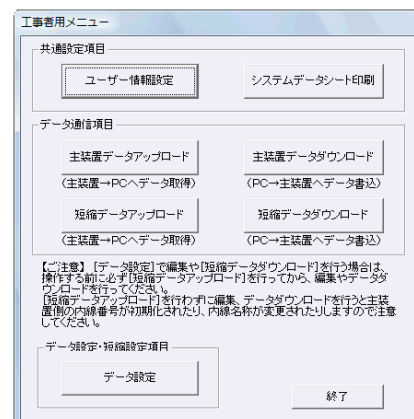 工事者用メニュー
共通設定項目
ユーザー情報設定
システムデータシート印刷
データ通信項目
主装置データアップロード
主装置データダウンロード
(主装置→PCへデータ取得)
(PC→主装置へデータ書込)
短縮データアップロード
短縮データダウンロード
(主装置→PCへデータ取得)
(PC→主装置へデータ書込)
【ご注意】 [データ設定]で編集や[短縮データダウンロード]を行う場合は、
操作する前に必ず[短縮データアップロード]を行ってから、編集やデータダ
ウンロードを行ってください。
[短縮データアップロード]を行わずに編集、データダウンロードを行うと主装
置側の内線番号が初期化されたり、内線名称が変更されたりしますので注意
してください。
データ設定・短縮設定項目
データ設定
終了